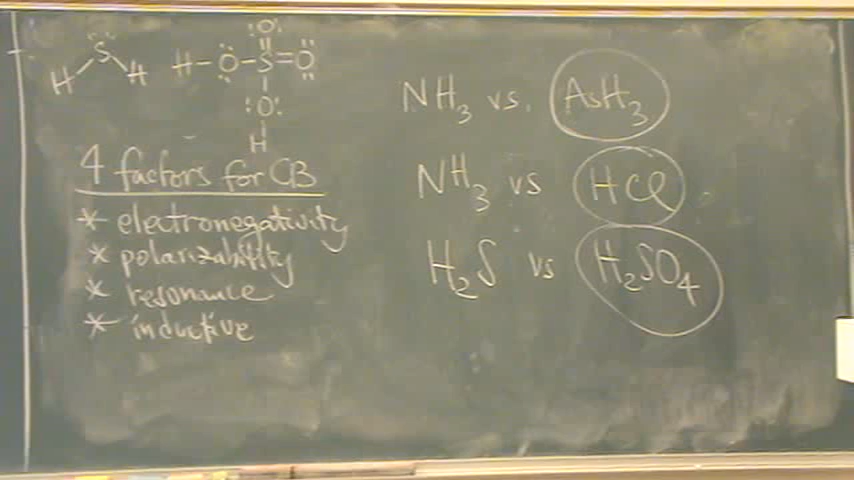 S
H H
:O:
H-O-S=O
:O:
H
4 factors for CB
* electronegativity
* polarizability
* resonance
* inductive
NH3 vs. AsH3
NH3 vs HCl
H2S vs H2SO4